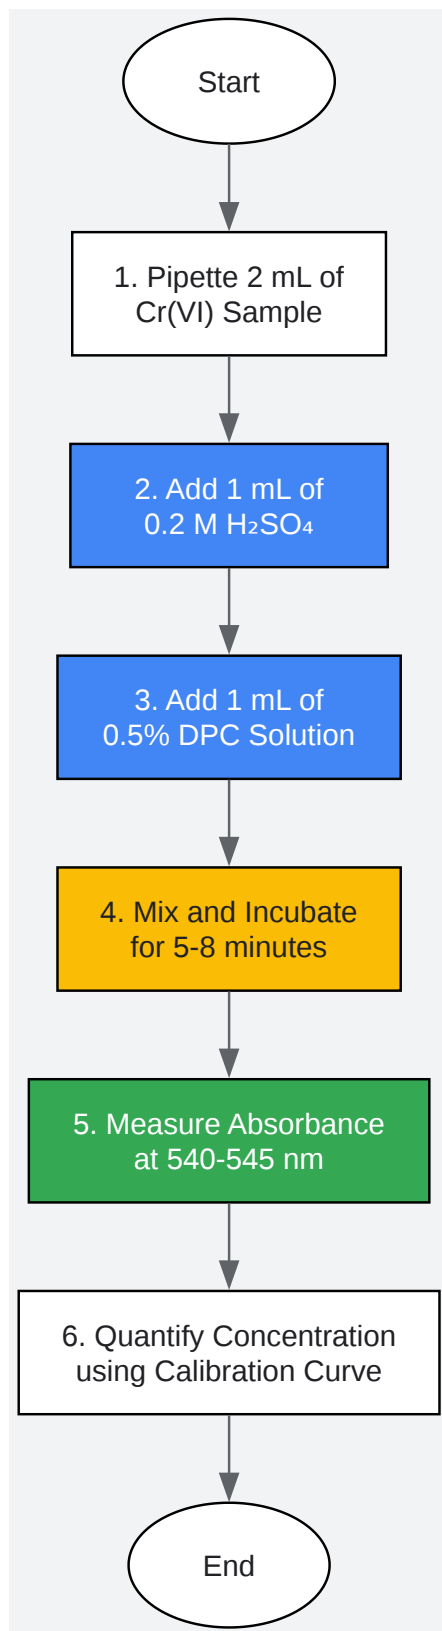 Start
1. Pipette 2 mL of
Cr(VI) Sample
2. Add 1 mL of
0.2 M H₂SO₄
3. Add 1 mL of
0.5% DPC Solution
4. Mix and Incubate
for 5-8 minutes
5. Measure Absorbance
at 540-545 nm
6. Quantify Concentration
using Calibration Curve
End